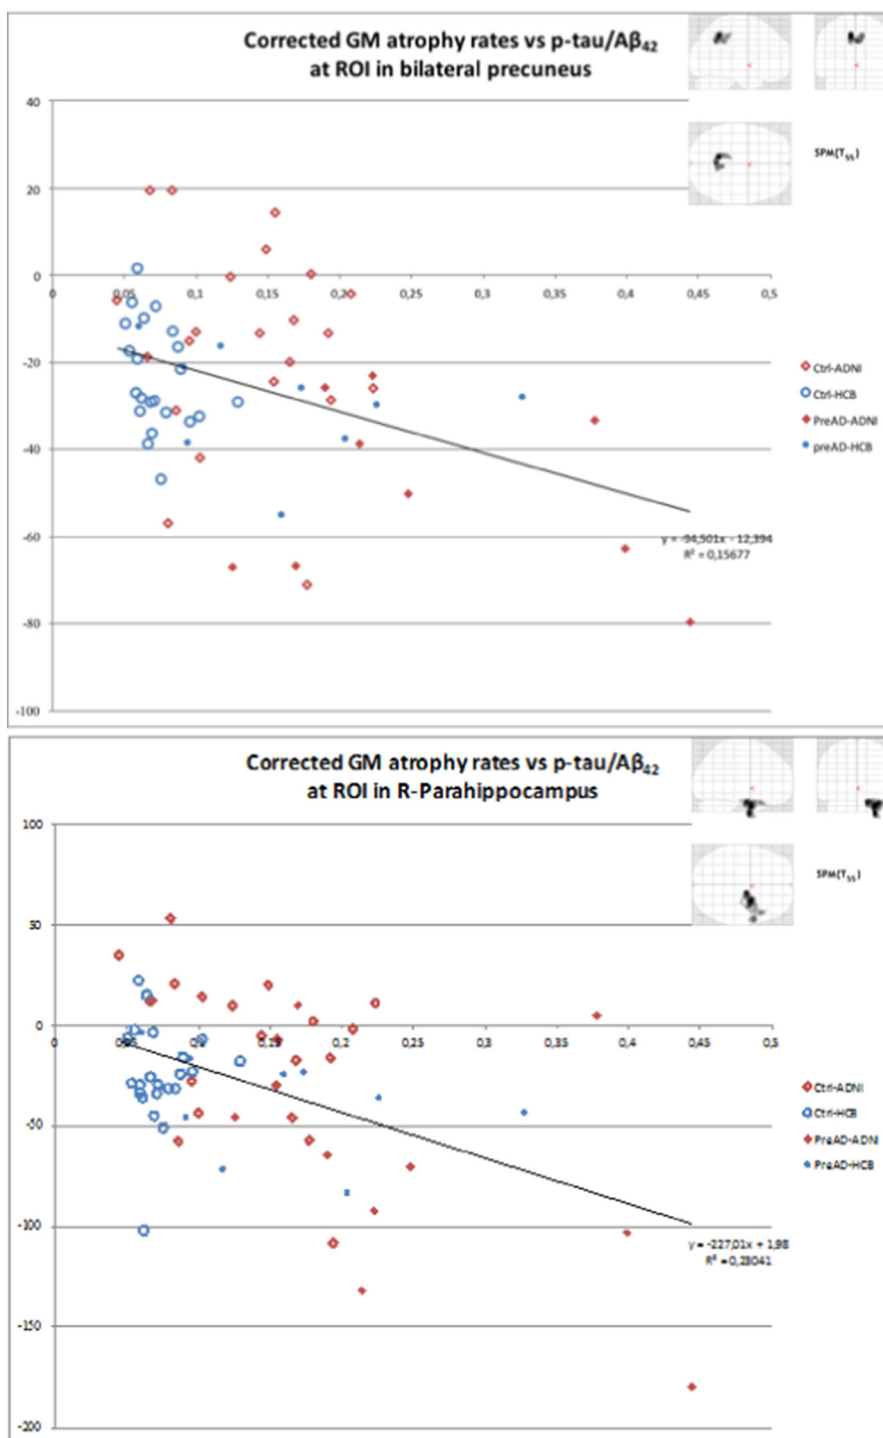 Corrected GM atrophy rates vs p-tau/Aβ₄₂
at ROI in bilateral precuneus
SPM(T₅₅)
40
20
0
0 0,05 0,1 0,15 0,2 0,25 0,3 0,35 0,4 0,45 0,5
-20
-40
-60
-80
-100
Ctrl-ADNI
Ctrl-HCB
PreAD-ADNI
preAD-HCB
y = -94,501x - 12,394
R² = 0,15677
Corrected GM atrophy rates vs p-tau/Aβ₄₂
at ROI in R-Parahippocampus
SPM(T₅₅)
100
50
0
0 0,05 0,1 0,15 0,2 0,25 0,3 0,35 0,4 0,45 0,5
-50
-100
-150
-200
Ctrl-ADNI
Ctrl-HCB
PreAD-ADNI
PreAD-HCB
y = -227,01x + 1,98
R² = 0,23041